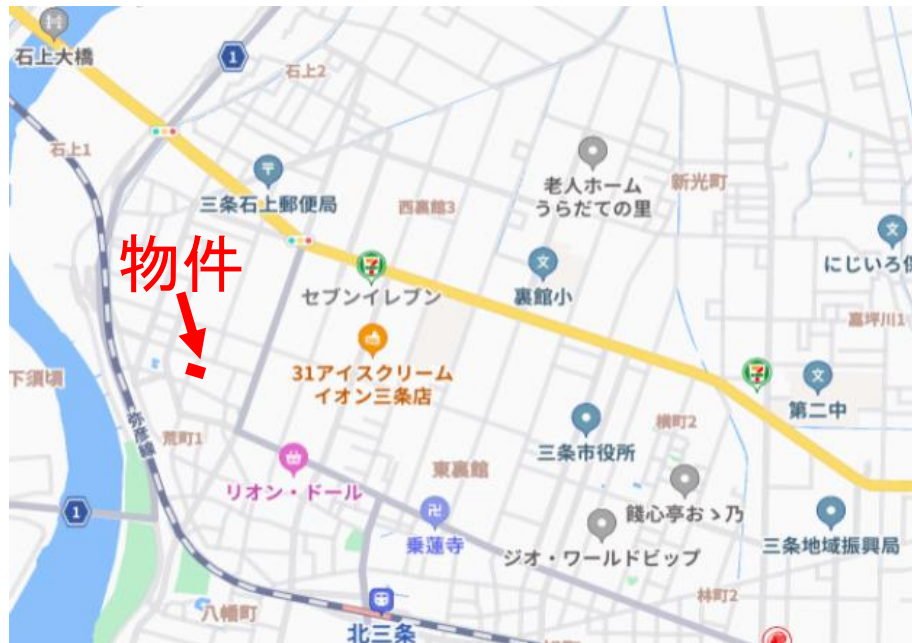 石上大橋
1
石上2
石上1
三条石上郵便局
西裏館3
老人ホーム
うらだての里
新光町
物件
セブンイレブン
裏館小
にじいろ保
嘉坪川1
31アイスクリーム
イオン三条店
下須頃
弥彦線
第二中
荒町1
三条市役所
横町2
東裏館
リオン・ドール
餞心亭おゝ乃
1
乗蓮寺
ジオ・ワールドビップ
三条地域振興局
林町2
八幡町
北三条